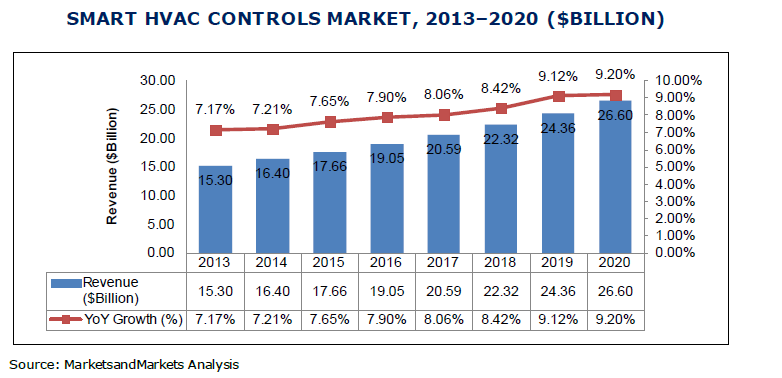 SMART HVAC CONTROLS MARKET, 2013–2020 ($BILLION)
30.00
25.00
20.00
15.00
10.00
5.00
0.00
Revenue ($Billion)
7.17% 7.21% 7.65% 7.90% 8.06% 8.42% 9.12% 9.20%
15.30 16.40 17.66 19.05 20.59 22.32 24.36 26.60
10.00%
9.00%
8.00%
7.00%
6.00%
5.00%
4.00%
3.00%
2.00%
1.00%
0.00%
2013 2014 2015 2016 2017 2018 2019 2020
Revenue
($Billion)
15.30 16.40 17.66 19.05 20.59 22.32 24.36 26.60
YoY Growth (%) 7.17% 7.21% 7.65% 7.90% 8.06% 8.42% 9.12% 9.20%
Source: MarketsandMarkets Analysis